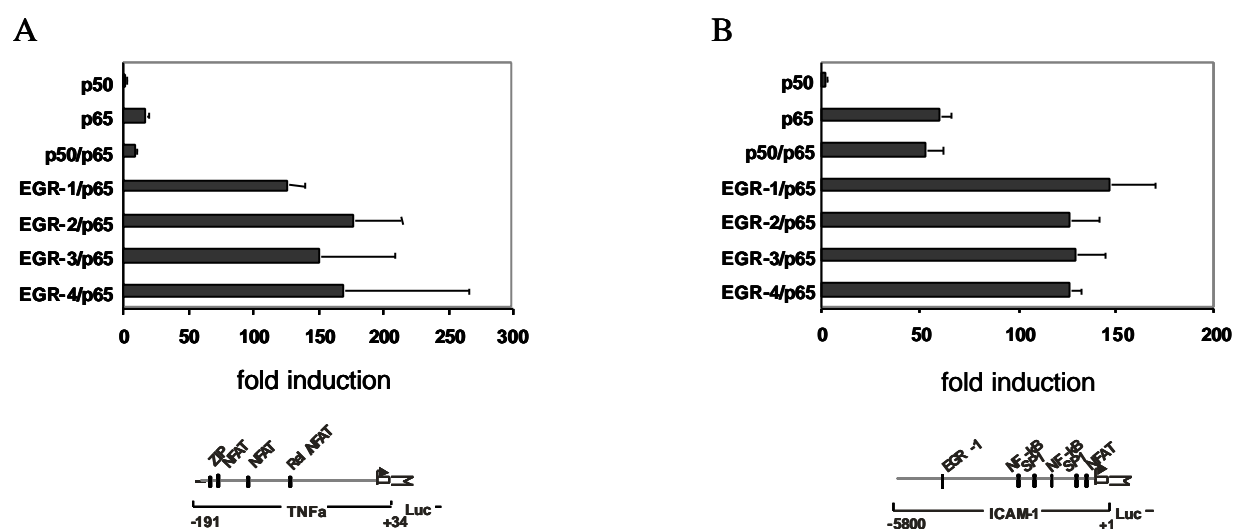 A
p50
p65
p50/p65
EGR-1/p65
EGR-2/p65
EGR-3/p65
EGR-4/p65
0 50 100 150 200 250 300
fold induction
ZIP NFAT NFAT Rel/NFAT
TNFa Luc
-191 +34
B
p50
p65
p50/p65
EGR-1/p65
EGR-2/p65
EGR-3/p65
EGR-4/p65
0 50 100 150 200
fold induction
EGR-1 NF-kB SP1 NF-kB SP1 NFAT
ICAM-1 Luc
-5800 +1